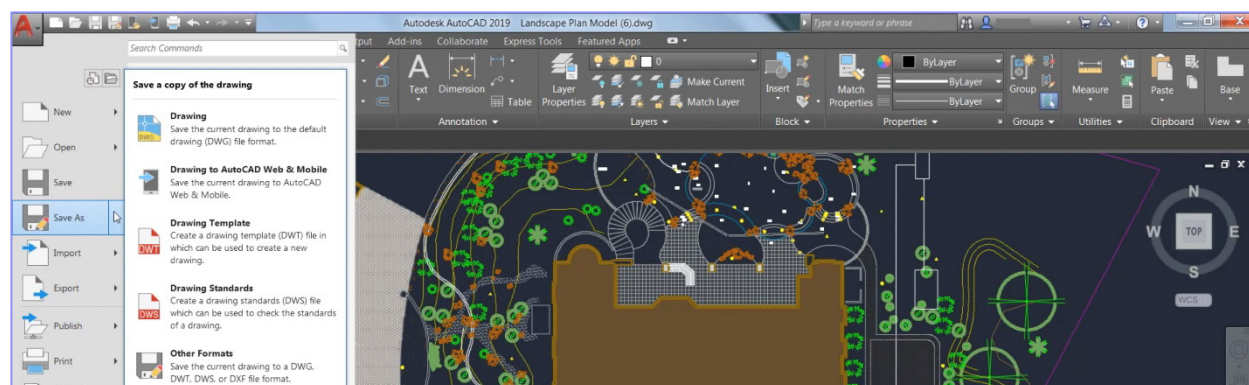 Autodesk AutoCAD 2019 Landscape Plan Model (6).dwg
Type a keyword or phrase
Search Commands
Add-ins Collaborate Express Tools Featured Apps
New
Open
Save
Save As
Import
Export
Publish
Print
Save a copy of the drawing
Drawing
Save the current drawing to the default
drawing (DWG) file format.
Drawing to AutoCAD Web & Mobile
Save the current drawing to AutoCAD
Web & Mobile.
Drawing Template
Create a drawing template (DWT) file in
which can be used to create a new
drawing.
Drawing Standards
Create a drawing standards (DWS) file
which can be used to check the standards
of a drawing.
Other Formats
Save the current drawing to a DWG,
DWT, DWS, or DXF file format.
DWG
DWT
DWS
Text
Dimension
Table
Annotation
Layer
Properties
0
Make Current
Match Layer
Layers
Insert
Block
Match
Properties
ByLayer
ByLayer
ByLayer
Properties
Group
Groups
Measure
Utilities
Paste
Clipboard
Base
View
N
W TOP E
S
WCS